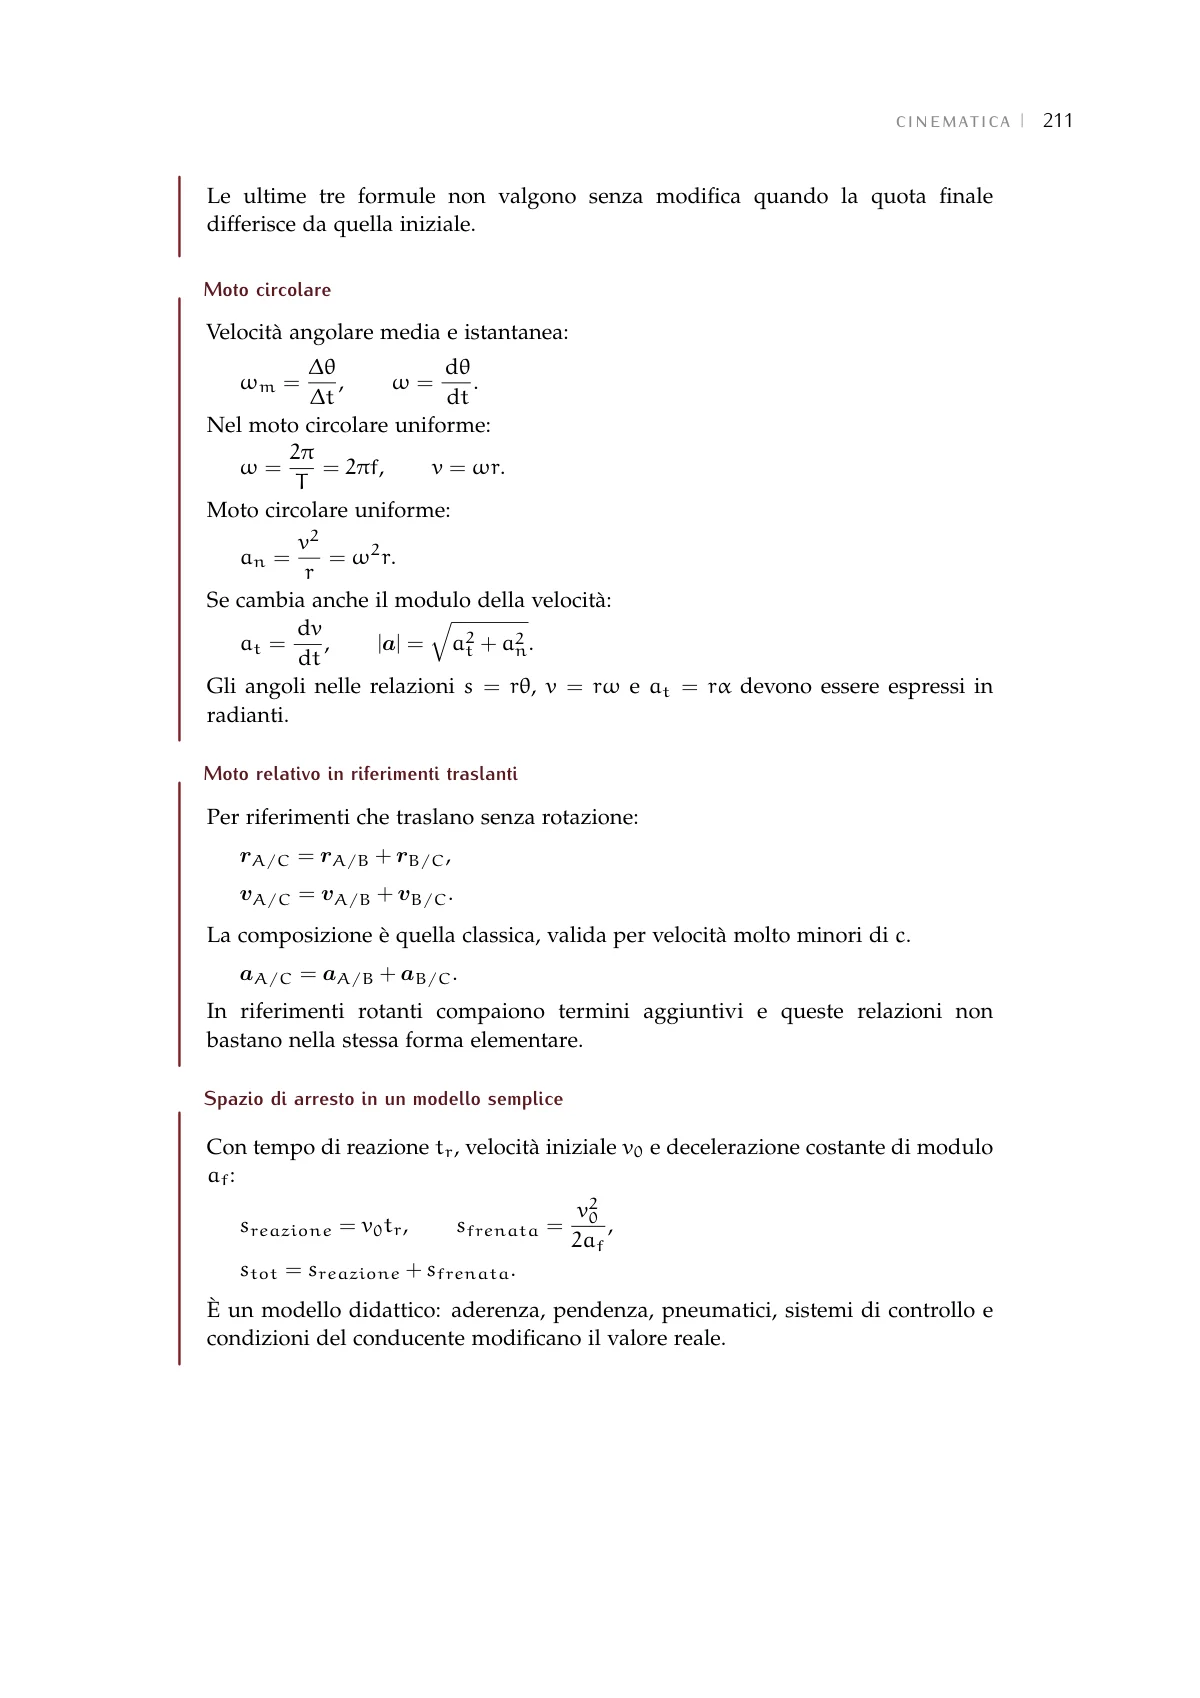 CINEMATICA | 211
Le ultime tre formule non valgono senza modifica quando la quota finale
differisce da quella iniziale.
Moto circolare
Velocità angolare media e istantanea:
ωm = Δθ/Δt, ω = dθ/dt.
Nel moto circolare uniforme:
ω = 2π/T = 2πf, v = ωr.
Moto circolare uniforme:
an = v²/r = ω²r.
Se cambia anche il modulo della velocità:
at = dv/dt, |a| = √(at² + an²).
Gli angoli nelle relazioni s = rθ, v = rω e at = rα devono essere espressi in
radianti.
Moto relativo in riferimenti traslanti
Per riferimenti che traslano senza rotazione:
rA/C = rA/B + rB/C,
vA/C = vA/B + vB/C.
La composizione è quella classica, valida per velocità molto minori di c.
aA/C = aA/B + aB/C.
In riferimenti rotanti compaiono termini aggiuntivi e queste relazioni non
bastano nella stessa forma elementare.
Spazio di arresto in un modello semplice
Con tempo di reazione tr, velocità iniziale v0 e decelerazione costante di modulo
af:
sreazione = v0tr, sfrenata = v0²/2af,
stot = sreazione + sfrenata.
È un modello didattico: aderenza, pendenza, pneumatici, sistemi di controllo e
condizioni del conducente modificano il valore reale.